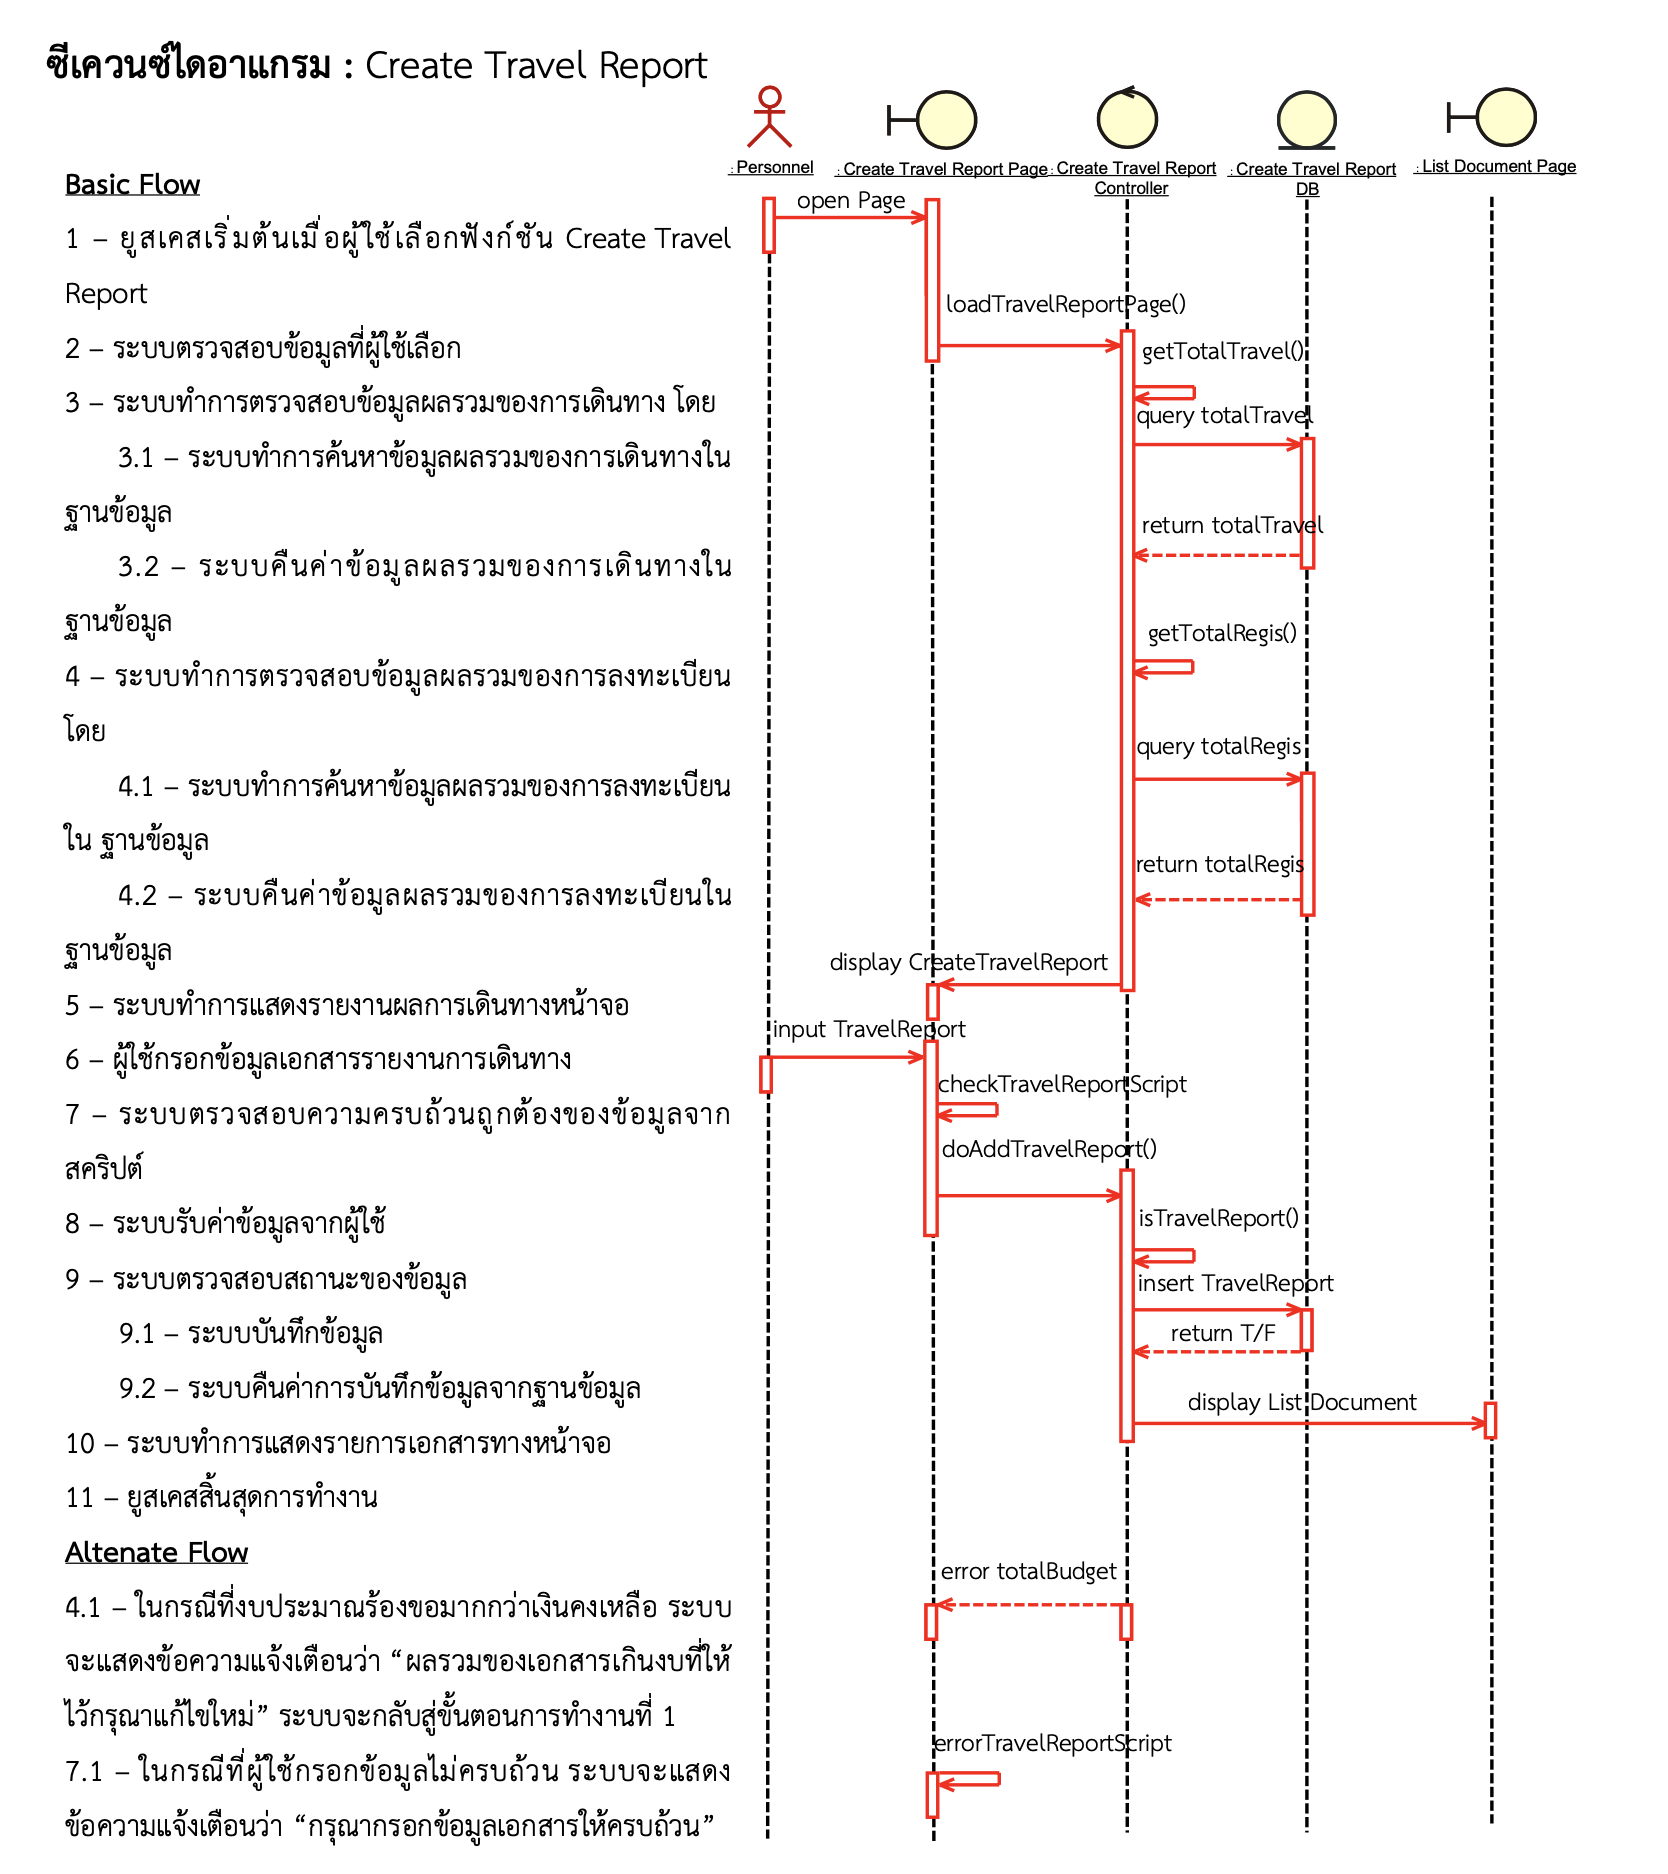 ซีเควนซ์ไดอาแกรม : Create Travel Report
Basic Flow
1 – ยูสเคสเริ่มต้นเมื่อผู้ใช้เลือกฟังก์ชัน Create Travel
Report
2 – ระบบตรวจสอบข้อมูลที่ผู้ใช้เลือก
3 – ระบบทำการตรวจสอบข้อมูลผลรวมของการเดินทาง โดย
3.1 – ระบบทำการค้นหาข้อมูลผลรวมของการเดินทางใน
ฐานข้อมูล
3.2 – ระบบคืนค่าข้อมูลผลรวมของการเดินทางใน
ฐานข้อมูล
4 – ระบบทำการตรวจสอบข้อมูลผลรวมของการลงทะเบียน
โดย
4.1 – ระบบทำการค้นหาข้อมูลผลรวมของการลงทะเบียน
ใน ฐานข้อมูล
4.2 – ระบบคืนค่าข้อมูลผลรวมของการลงทะเบียนใน
ฐานข้อมูล
5 – ระบบทำการแสดงรายงานผลการเดินทางหน้าจอ
6 – ผู้ใช้กรอกข้อมูลเอกสารรายงานการเดินทาง
7 – ระบบตรวจสอบความครบถ้วนถูกต้องของข้อมูลจาก
สคริปต์
8 – ระบบรับค่าข้อมูลจากผู้ใช้
9 – ระบบตรวจสอบสถานะของข้อมูล
9.1 – ระบบบันทึกข้อมูล
9.2 – ระบบคืนค่าการบันทึกข้อมูลจากฐานข้อมูล
10 – ระบบทำการแสดงรายการเอกสารทางหน้าจอ
11 – ยูสเคสสิ้นสุดการทำงาน
Altenate Flow
4.1 – ในกรณีที่งบประมาณร้องขอมากกว่าเงินคงเหลือ ระบบ
จะแสดงข้อความแจ้งเตือนว่า “ผลรวมของเอกสารเกินงบที่ให้
ไว้กรุณาแก้ไขใหม่” ระบบจะกลับสู่ขั้นตอนการทำงานที่ 1
7.1 – ในกรณีที่ผู้ใช้กรอกข้อมูลไม่ครบถ้วน ระบบจะแสดง
ข้อความแจ้งเตือนว่า “กรุณากรอกข้อมูลเอกสารให้ครบถ้วน”
: Personnel
: Create Travel Report Page
: Create Travel Report
Controller
: Create Travel Report
DB
: List Document Page
open Page
loadTravelReportPage()
getTotalTravel()
query totalTravel
return totalTravel
getTotalRegis()
query totalRegis
return totalRegis
display CreateTravelReport
input TravelReport
checkTravelReportScript
doAddTravelReport()
isTravelReport()
insert TravelReport
return T/F
display List Document
error totalBudget
errorTravelReportScript